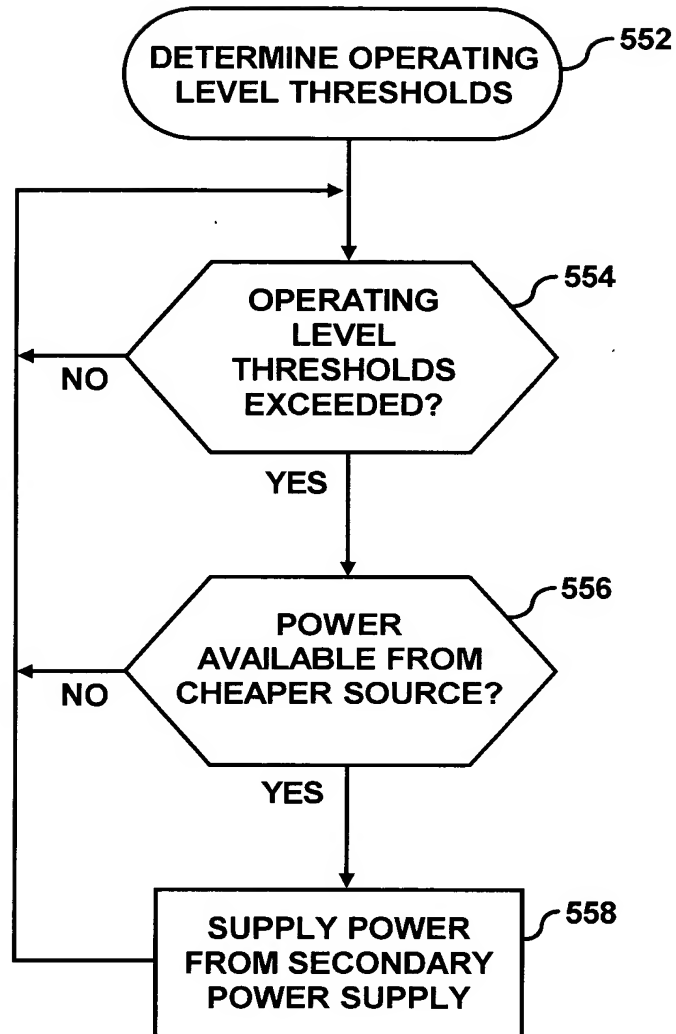 DETERMINE OPERATING
LEVEL THRESHOLDS
552
OPERATING
LEVEL
THRESHOLDS
EXCEEDED?
554
NO
YES
POWER
AVAILABLE FROM
CHEAPER SOURCE?
556
NO
YES
SUPPLY POWER
FROM SECONDARY
POWER SUPPLY
558